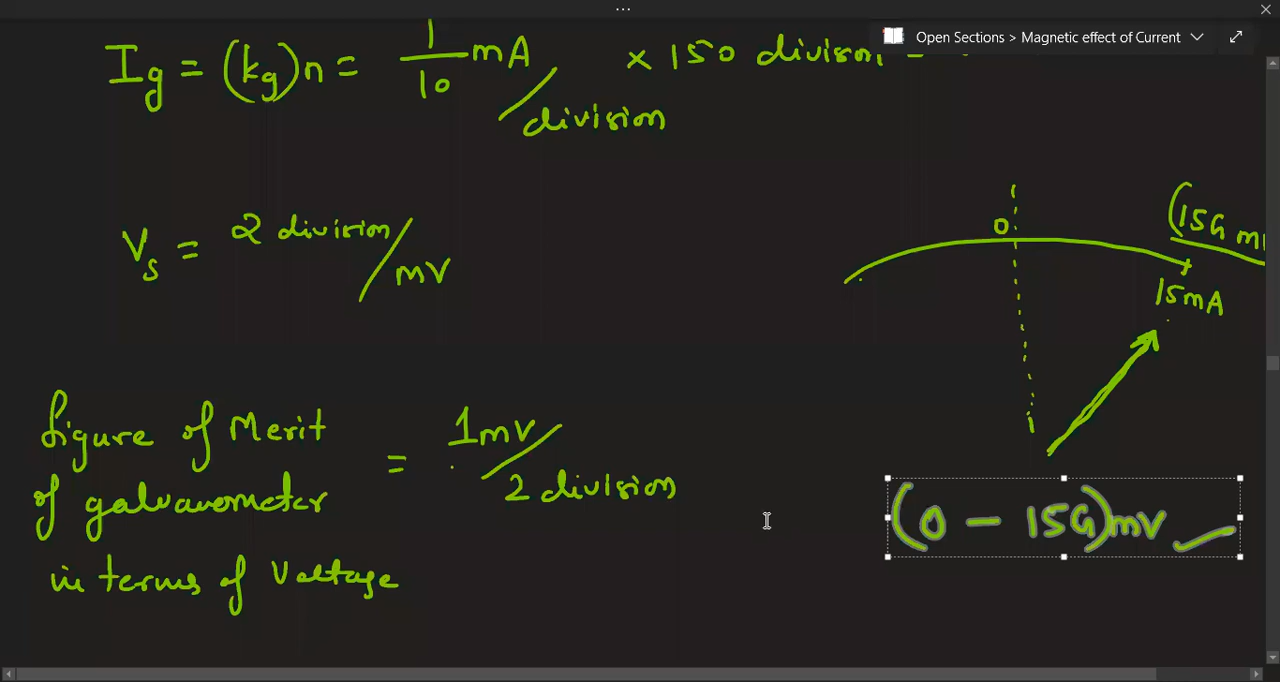 Open Sections > Magnetic effect of Current
Ig = (kg)n = 1/10 mA/division × 150 division =
Vs = 2 division/mV
0
(15G
15mA
figure of Merit
of galvanometer
in terms of Voltage
= 1mV/2 division
(0 - 15G)mV ✓